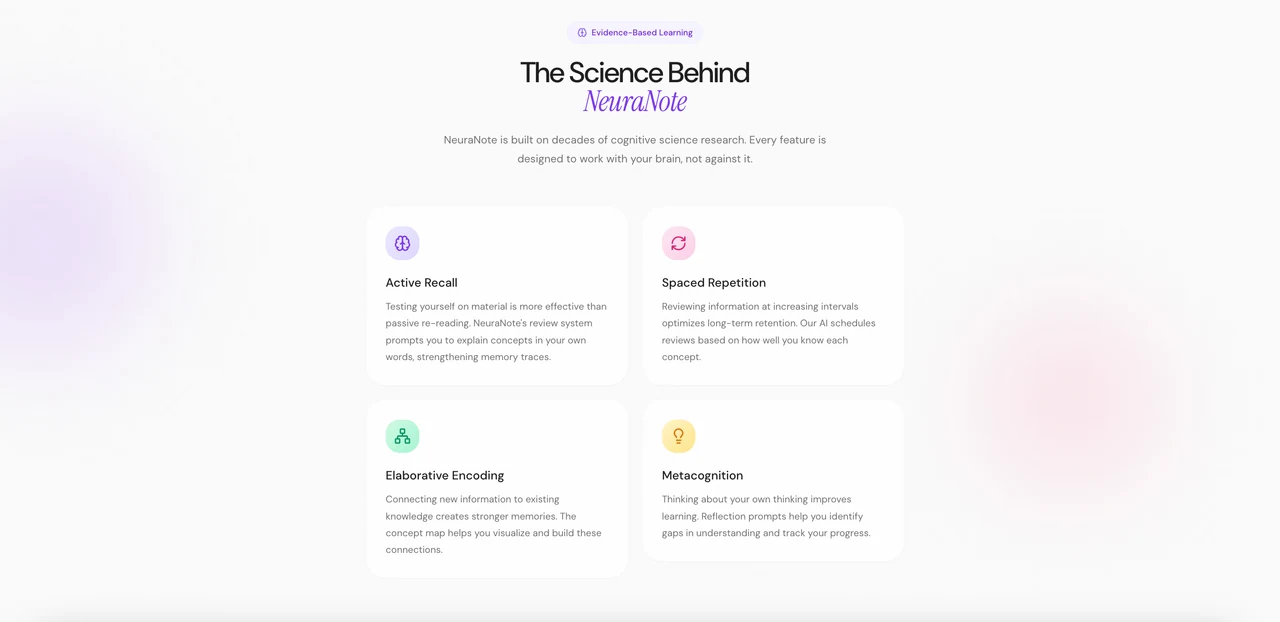 Evidence-Based Learning
The Science Behind
NeuraNote
NeuraNote is built on decades of cognitive science research. Every feature is
designed to work with your brain, not against it.
Active Recall
Testing yourself on material is more effective than
passive re-reading. NeuraNote's review system
prompts you to explain concepts in your own
words, strengthening memory traces.
Spaced Repetition
Reviewing information at increasing intervals
optimizes long-term retention. Our AI schedules
reviews based on how well you know each
concept.
Elaborative Encoding
Connecting new information to existing
knowledge creates stronger memories. The
concept map helps you visualize and build these
connections.
Metacognition
Thinking about your own thinking improves
learning. Reflection prompts help you identify
gaps in understanding and track your progress.